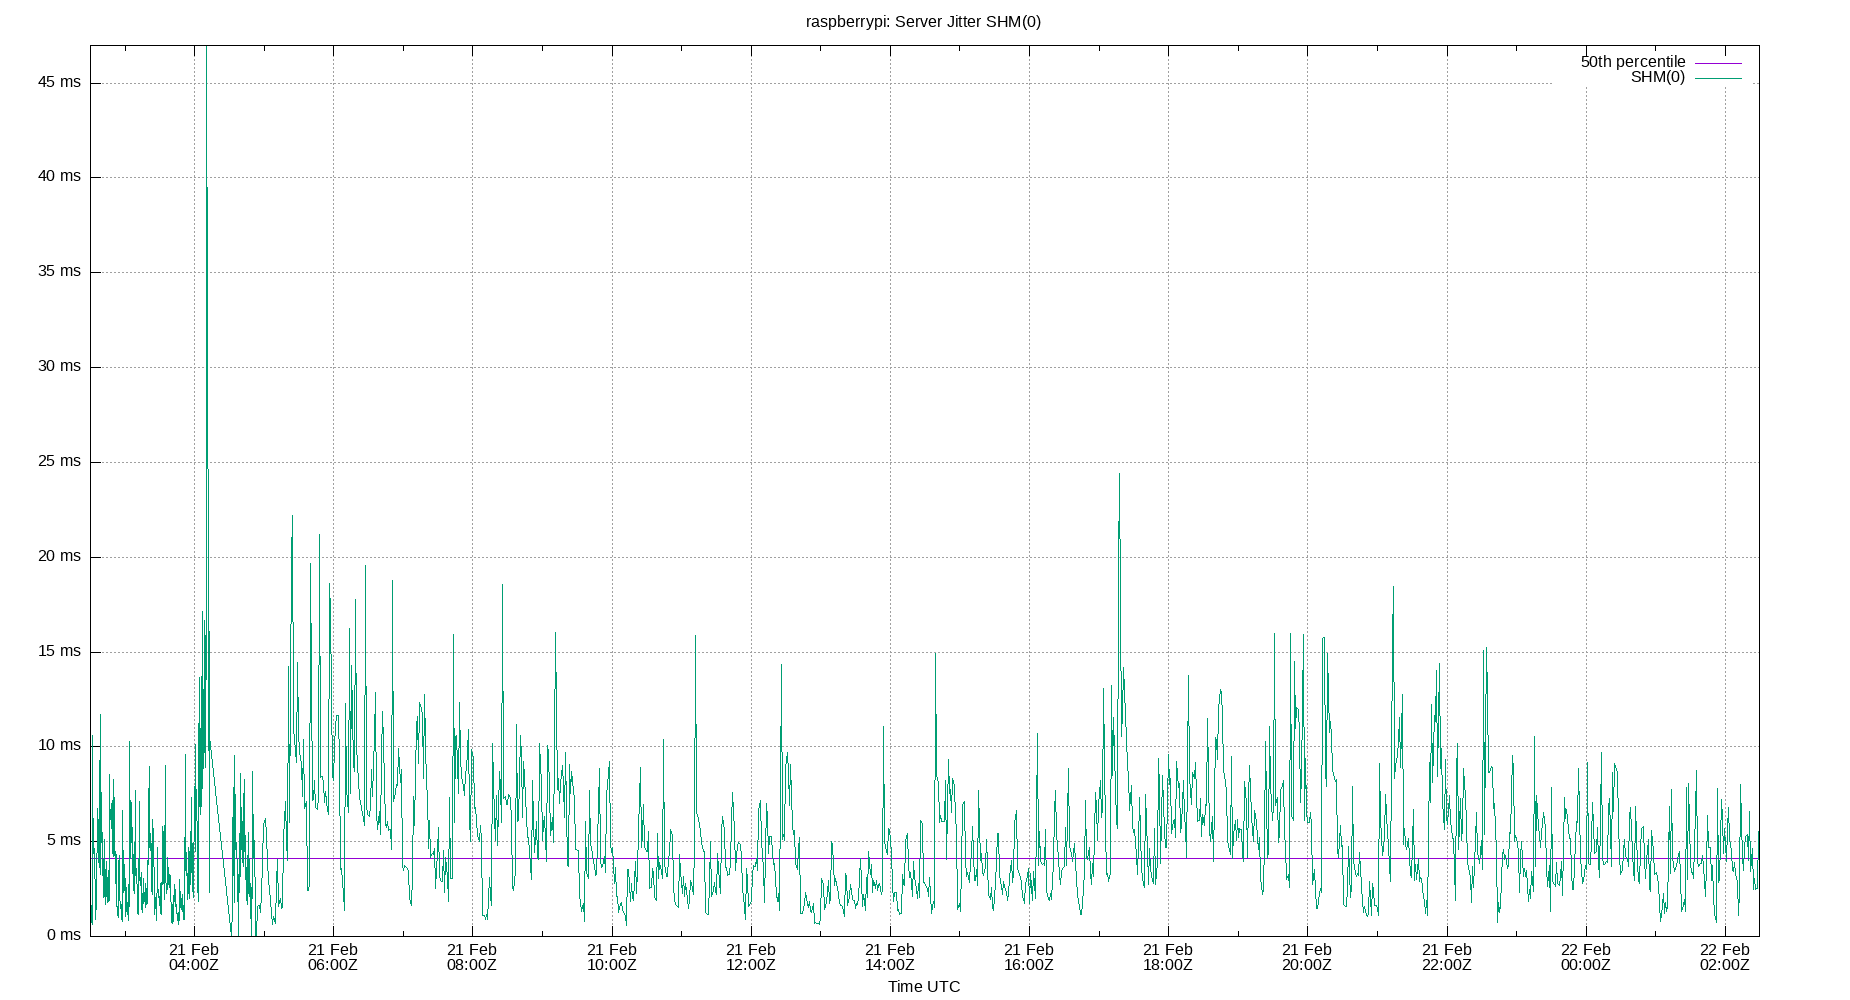 raspberrypi: Server Jitter SHM(0)
50th percentile
SHM(0)
45 ms
40 ms
35 ms
30 ms
25 ms
20 ms
15 ms
10 ms
5 ms
0 ms
21 Feb 21 Feb 21 Feb 21 Feb 21 Feb 21 Feb 21 Feb 21 Feb 21 Feb 21 Feb 22 Feb 22 Feb
04:00Z 06:00Z 08:00Z 10:00Z 12:00Z 14:00Z 16:00Z 18:00Z 20:00Z 22:00Z 00:00Z 02:00Z
Time UTC